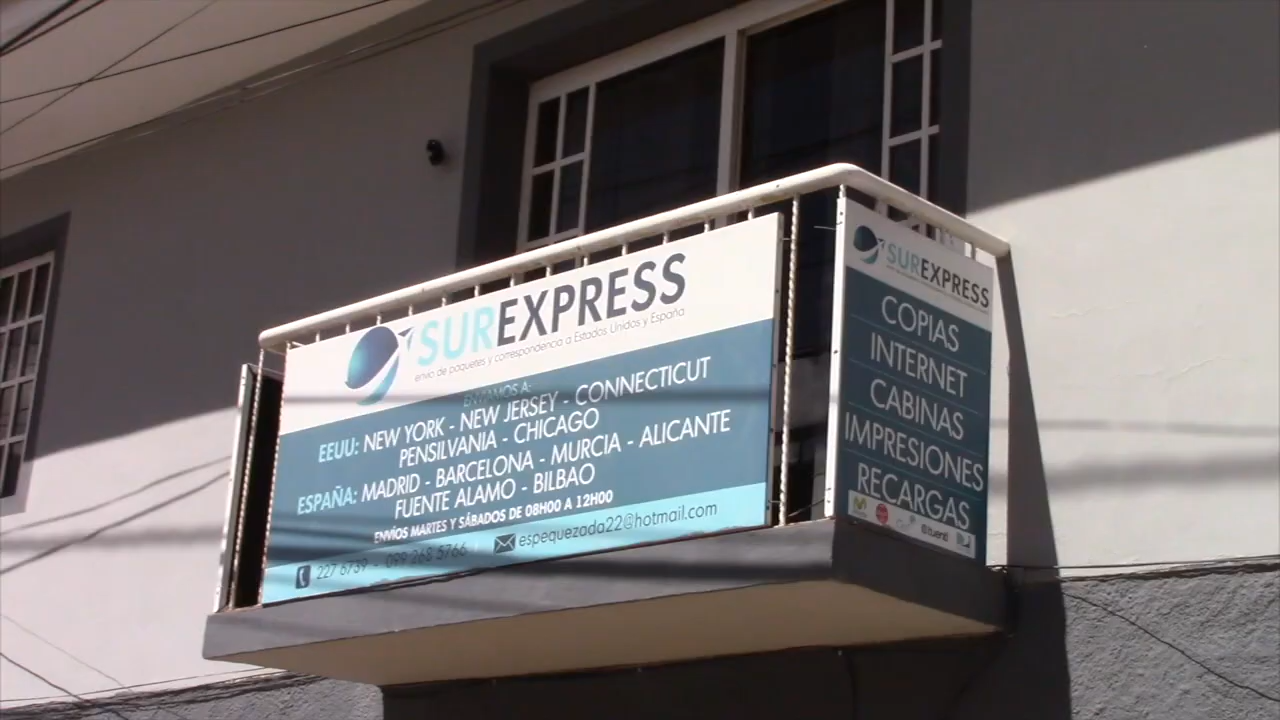 SUREXPRESS
envio de paquetes y correspondencia a Estados Unidos y España
ENVIAMOS A:
EEUU: NEW YORK - NEW JERSEY - CONNECTICUT
PENSILVANIA - CHICAGO
ESPAÑA: MADRID - BARCELONA - MURCIA - ALICANTE
FUENTE ALAMO - BILBAO
ENVÍOS MARTES Y SÁBADOS DE 08H00 A 12H00
227 6739 - 099 268 5766
espequezada22@hotmail.com
SUREXPRESS
COPIAS
INTERNET
CABINAS
IMPRESIONES
RECARGAS
tuenti